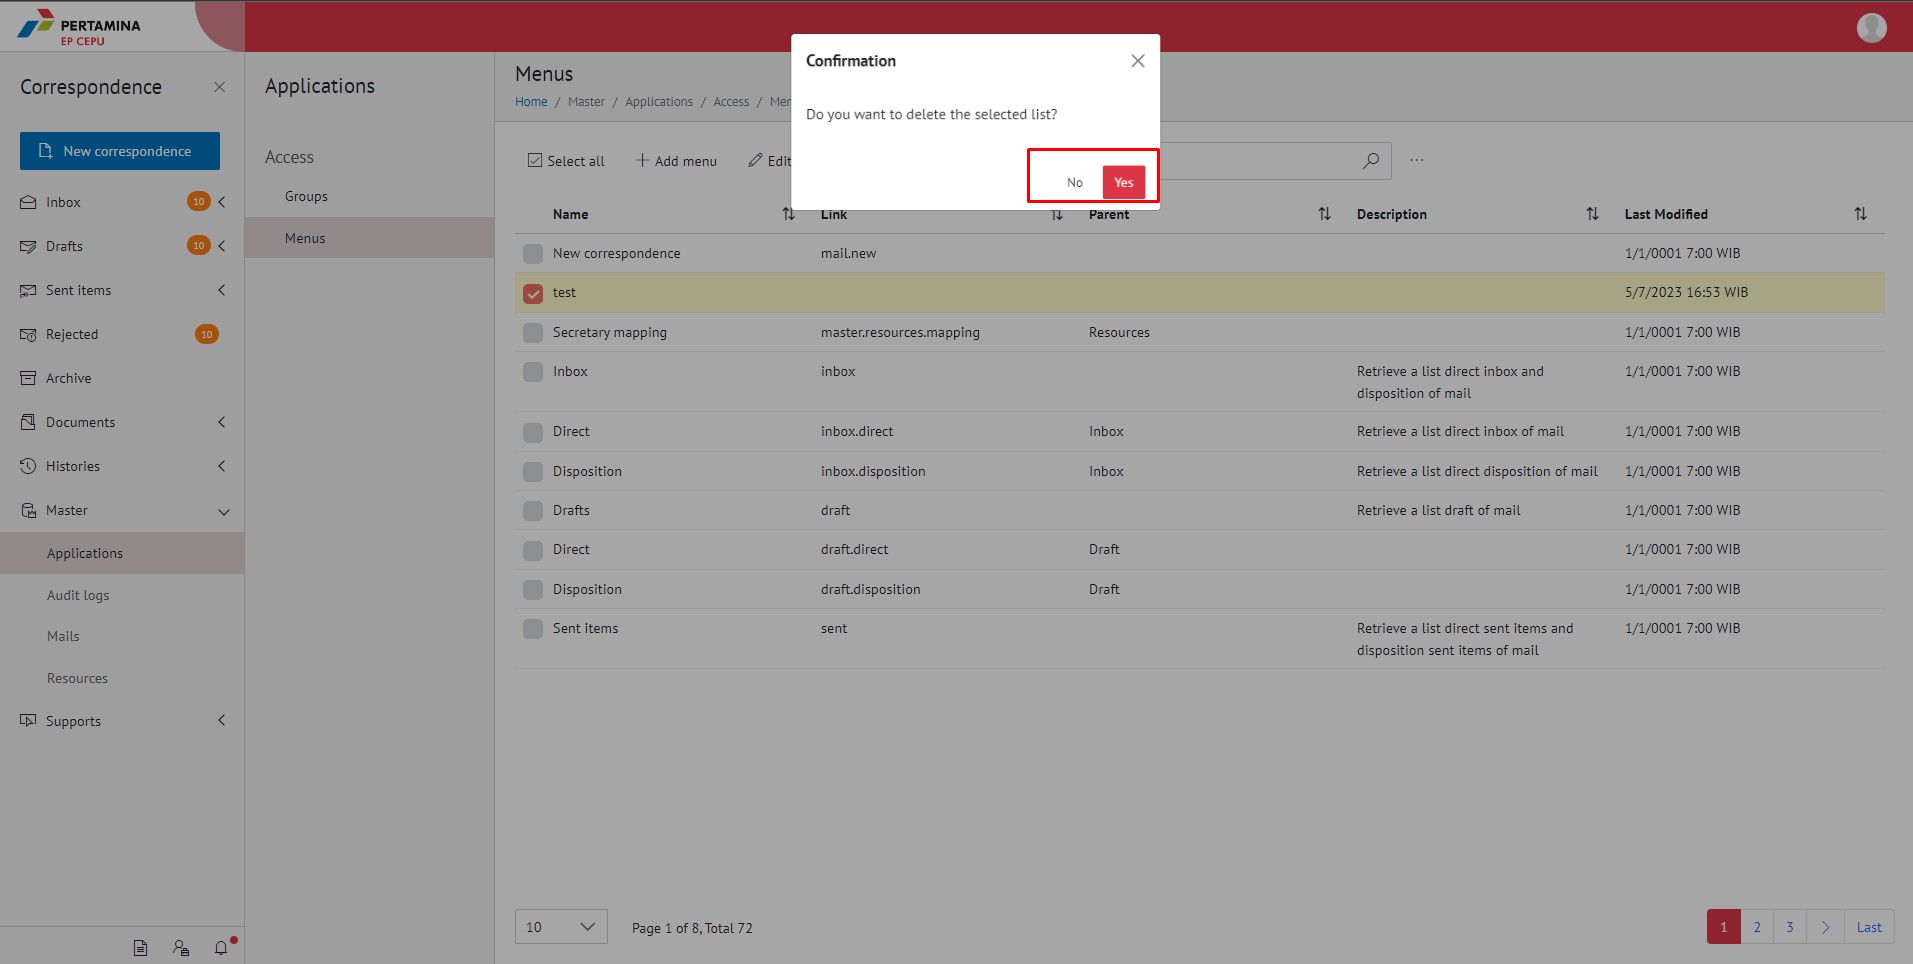 PERTAMINA
EP CEPU
Correspondence
New correspondence
Inbox 10
Drafts 10
Sent items
Rejected 10
Archive
Documents
Histories
Master
Applications
Audit logs
Mails
Resources
Supports
Applications
Access
Groups
Menus
Menus
Home / Master / Applications / Access / Men
Select all Add menu Edit ...
Confirmation
Do you want to delete the selected list?
No Yes
Name Link Parent Description Last Modified
New correspondence mail.new 1/1/0001 7:00 WIB
test 5/7/2023 16:53 WIB
Secretary mapping master.resources.mapping Resources 1/1/0001 7:00 WIB
Inbox inbox Retrieve a list direct inbox and 1/1/0001 7:00 WIB
disposition of mail
Direct inbox.direct Inbox Retrieve a list direct inbox of mail 1/1/0001 7:00 WIB
Disposition inbox.disposition Inbox Retrieve a list direct disposition of mail 1/1/0001 7:00 WIB
Drafts draft Retrieve a list draft of mail 1/1/0001 7:00 WIB
Direct draft.direct Draft 1/1/0001 7:00 WIB
Disposition draft.disposition Draft 1/1/0001 7:00 WIB
Sent items sent Retrieve a list direct sent items and 1/1/0001 7:00 WIB
disposition sent items of mail
10 Page 1 of 8, Total 72 1 2 3 Last